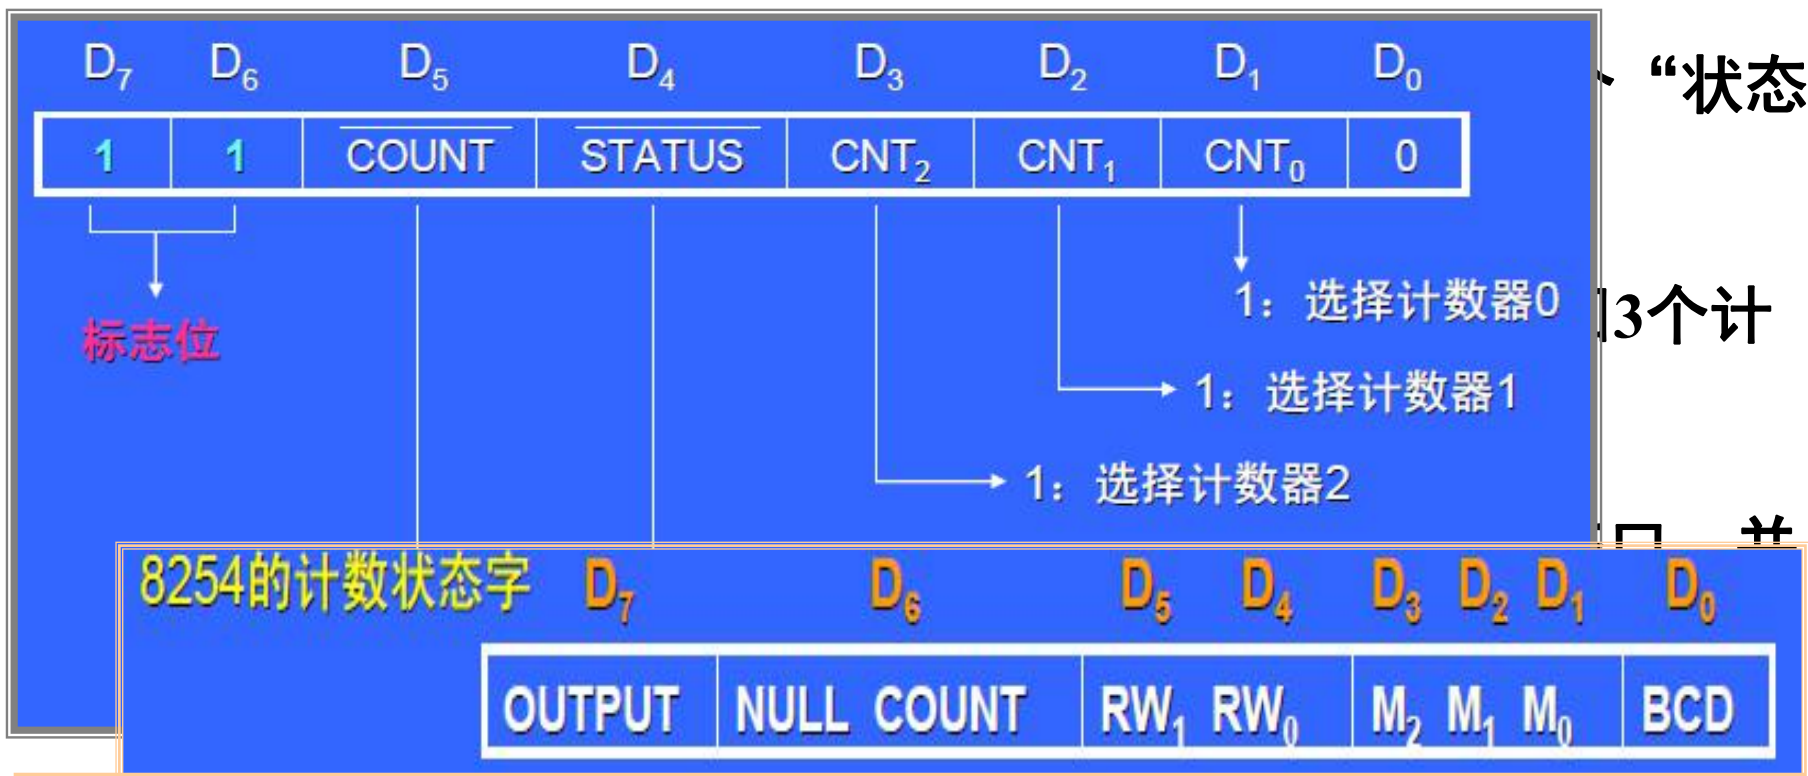 D₇ D₆ D₅ D₄ D₃ D₂ D₁ D₀
“状态
1 1 COUNT STATUS CNT₂ CNT₁ CNT₀ 0
1：选择计数器0
3个计
标志位
1：选择计数器1
1：选择计数器2
8254的计数状态字 D₇ D₆ D₅ D₄ D₃ D₂ D₁ D₀
OUTPUT NULL COUNT RW₁ RW₀ M₂ M₁ M₀ BCD